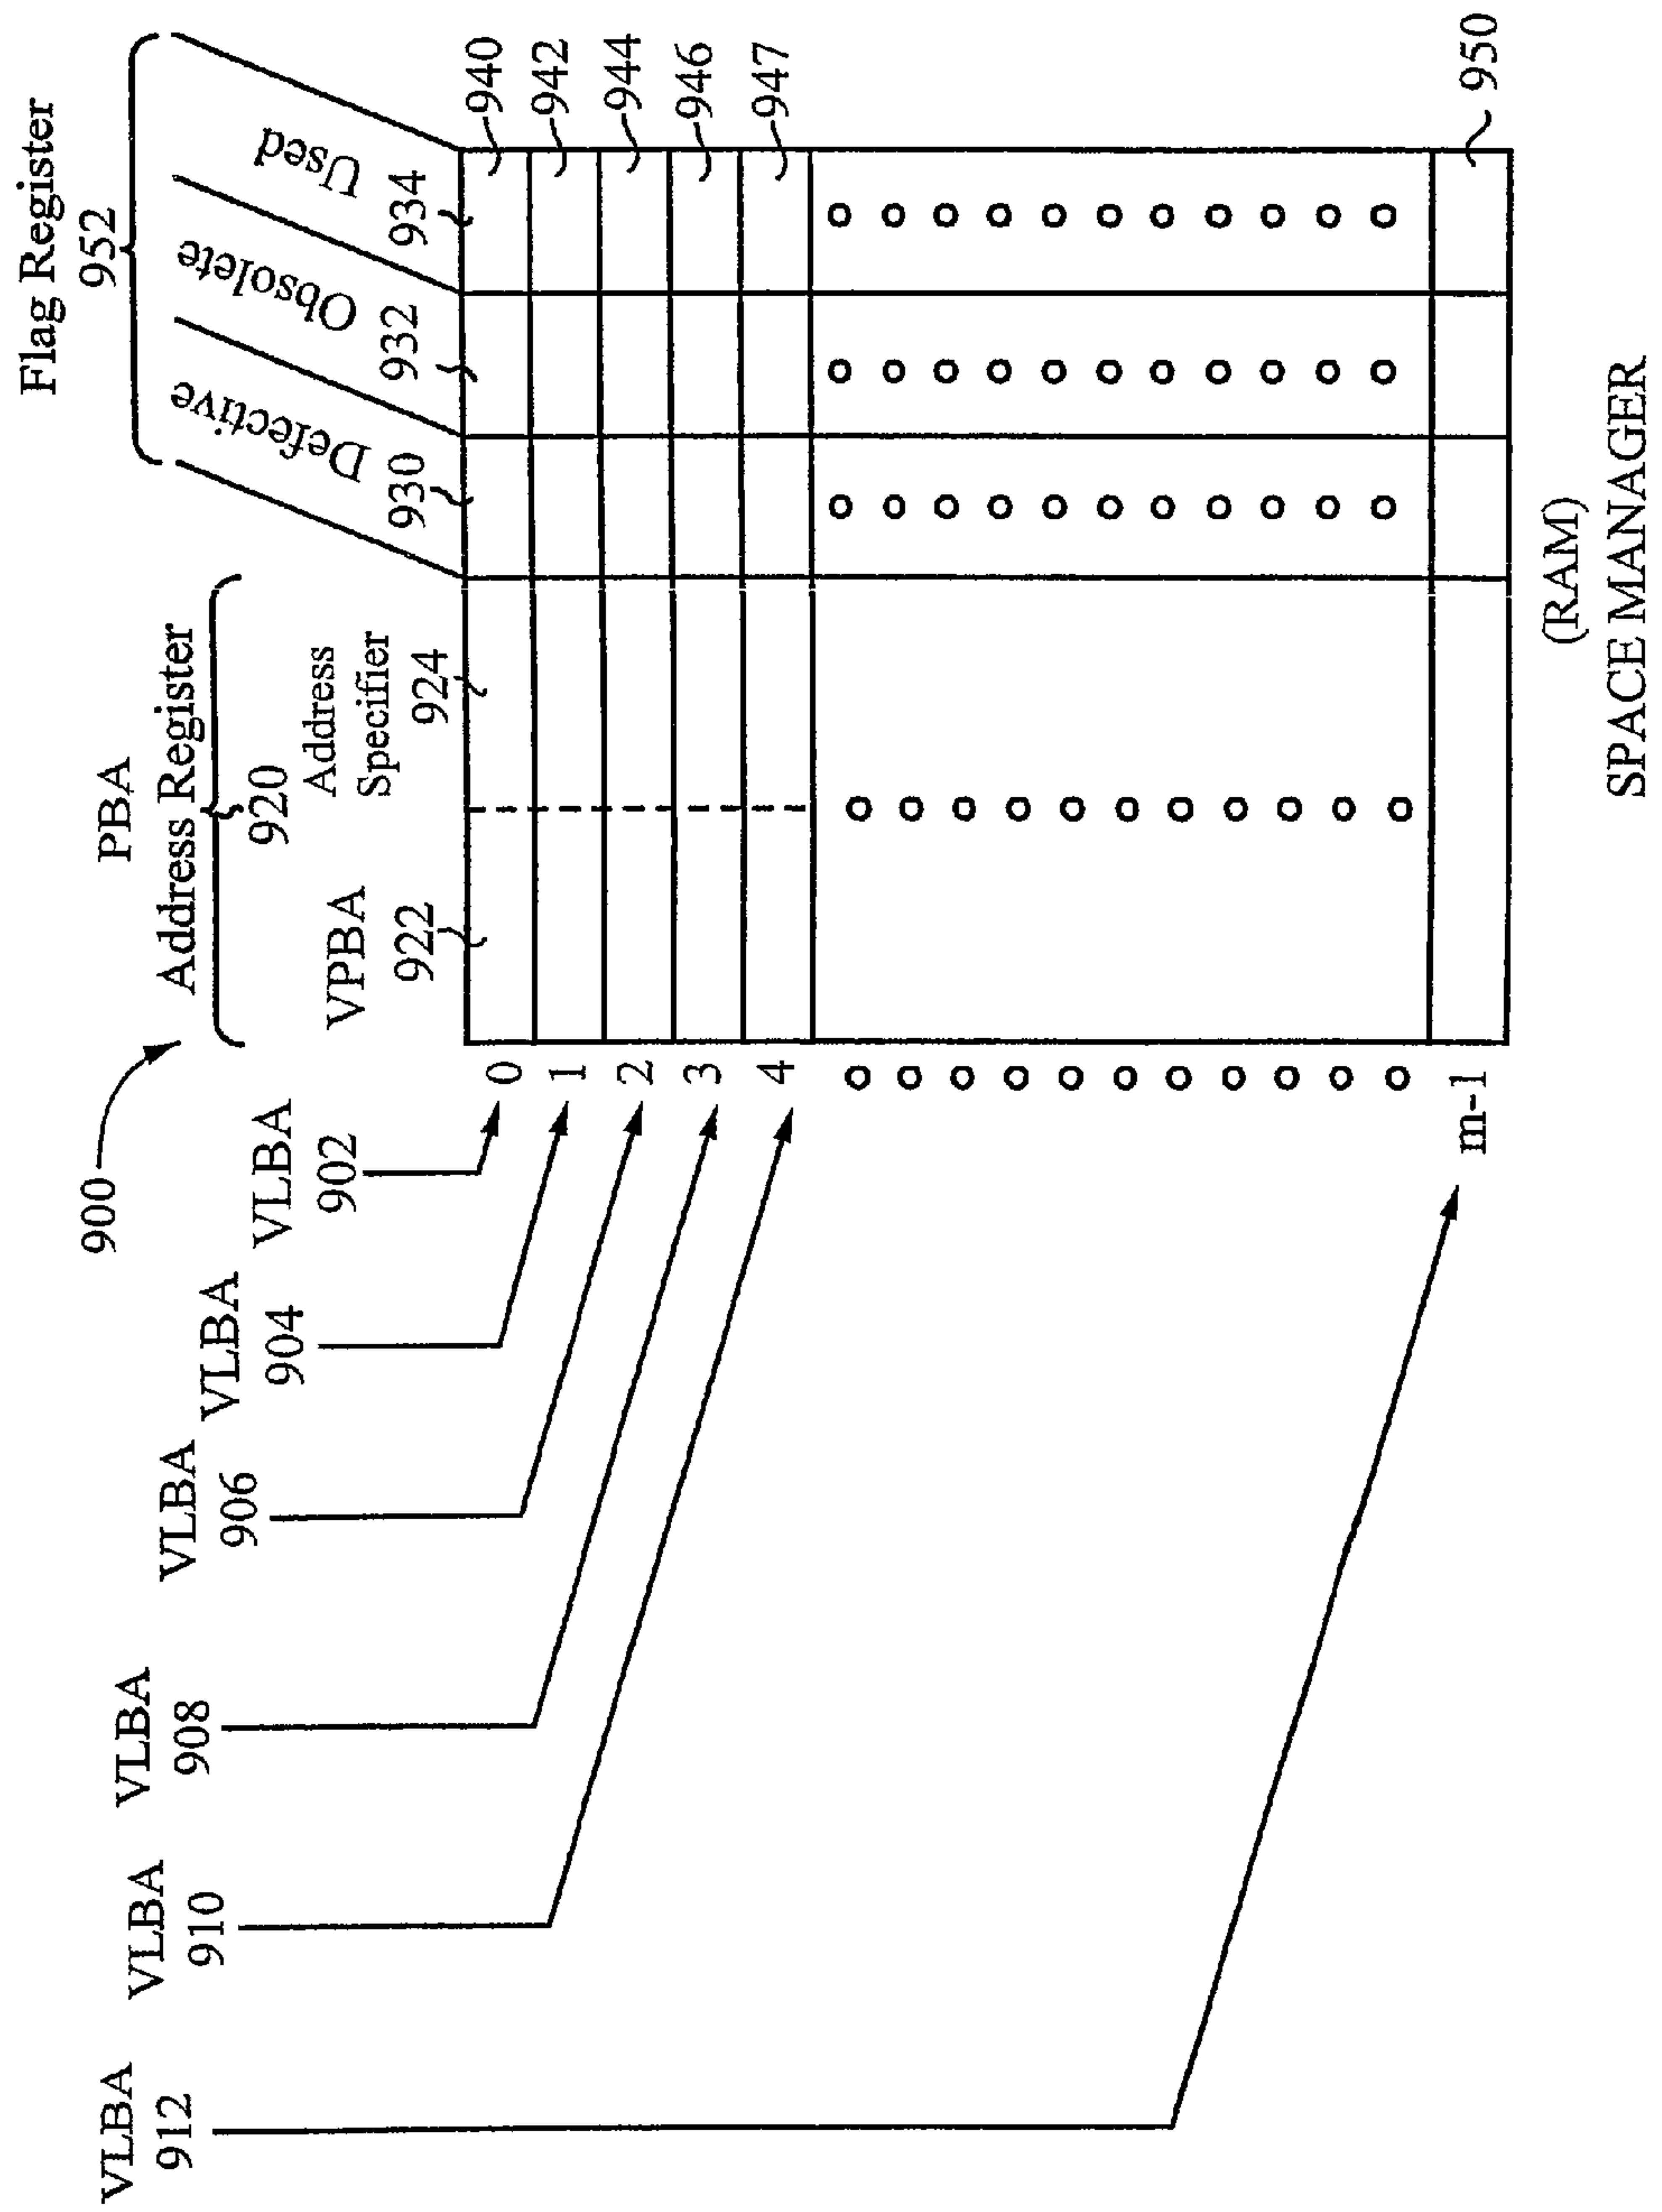 Flag Register
952
Defective
Obsolete
Used
930
932
934
900
PBA
Address Register
920
VPBA
922
Address
Specifier
924
VLBA
902
VLBA
904
VLBA
906
VLBA
908
VLBA
910
VLBA
912
0
1
2
3
4
m-1
940
942
944
946
947
950
(RAM)
SPACE MANAGER